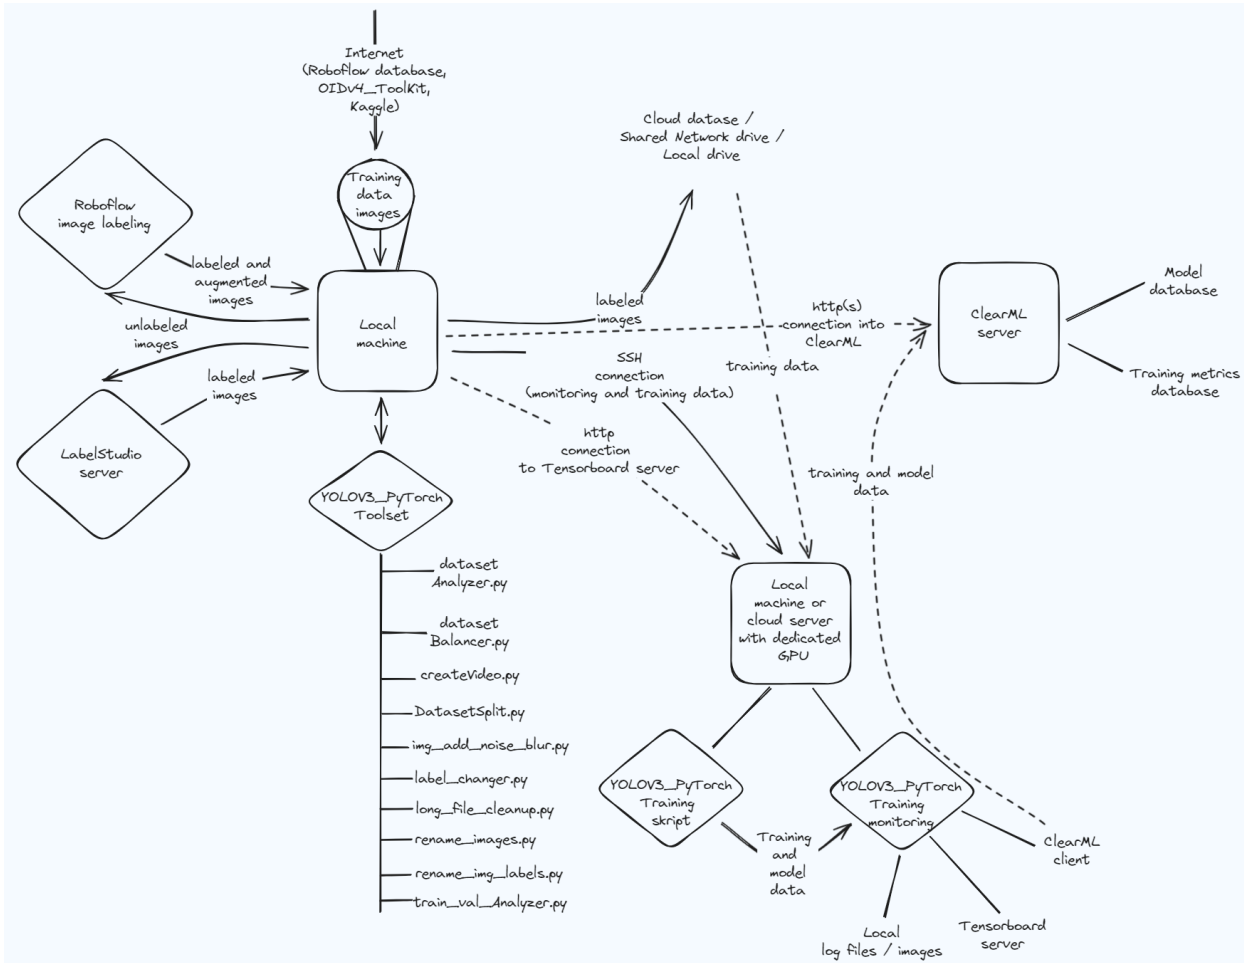 Internet
(Roboflow database,
OIDv4_ToolKit,
Kaggle)
Cloud datase /
Shared Network drive /
Local drive
Training
data
images
Roboflow
image labeling
labeled and
augmented
images
unlabeled
images
labeled
images
Local
machine
labeled
images
http(s)
connection into
ClearML
ClearML
server
Model
database
Training metrics
database
SSH
connection
(monitoring and training data)
training data
http
connection
to Tensorboard server
training and model
data
LabelStudio
server
YOLOV3_PyTorch
Toolset
dataset
Analyzer.py
dataset
Balancer.py
createVideo.py
DatasetSplit.py
img_add_noise_blur.py
label_changer.py
long_file_cleanup.py
rename_images.py
rename_img_labels.py
train_val_Analyzer.py
Local
machine or
cloud server
with dedicated
GPU
YOLOV3_PyTorch
Training
skript
Training
and
model
data
YOLOV3_PyTorch
Training
monitoring
ClearML
client
Local
log files / images
Tensorboard
server